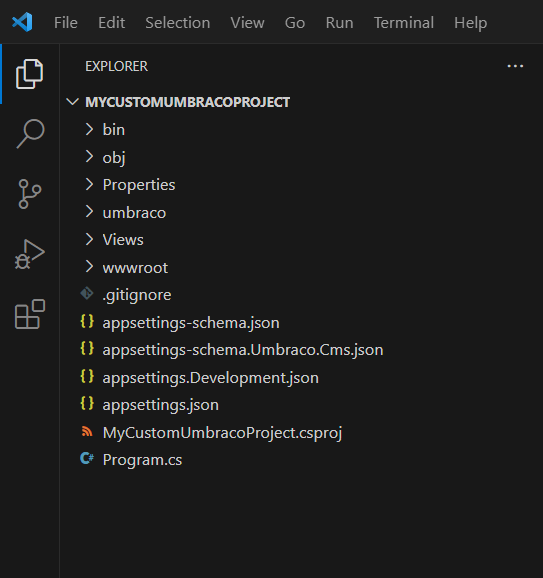 File Edit Selection View Go Run Terminal Help
EXPLORER
MYCUSTOMUMBRACOPROJECT
bin
obj
Properties
umbraco
Views
wwwroot
.gitignore
{} appsettings-schema.json
{} appsettings-schema.Umbraco.Cms.json
{} appsettings.Development.json
{} appsettings.json
MyCustomUmbracoProject.csproj
C# Program.cs